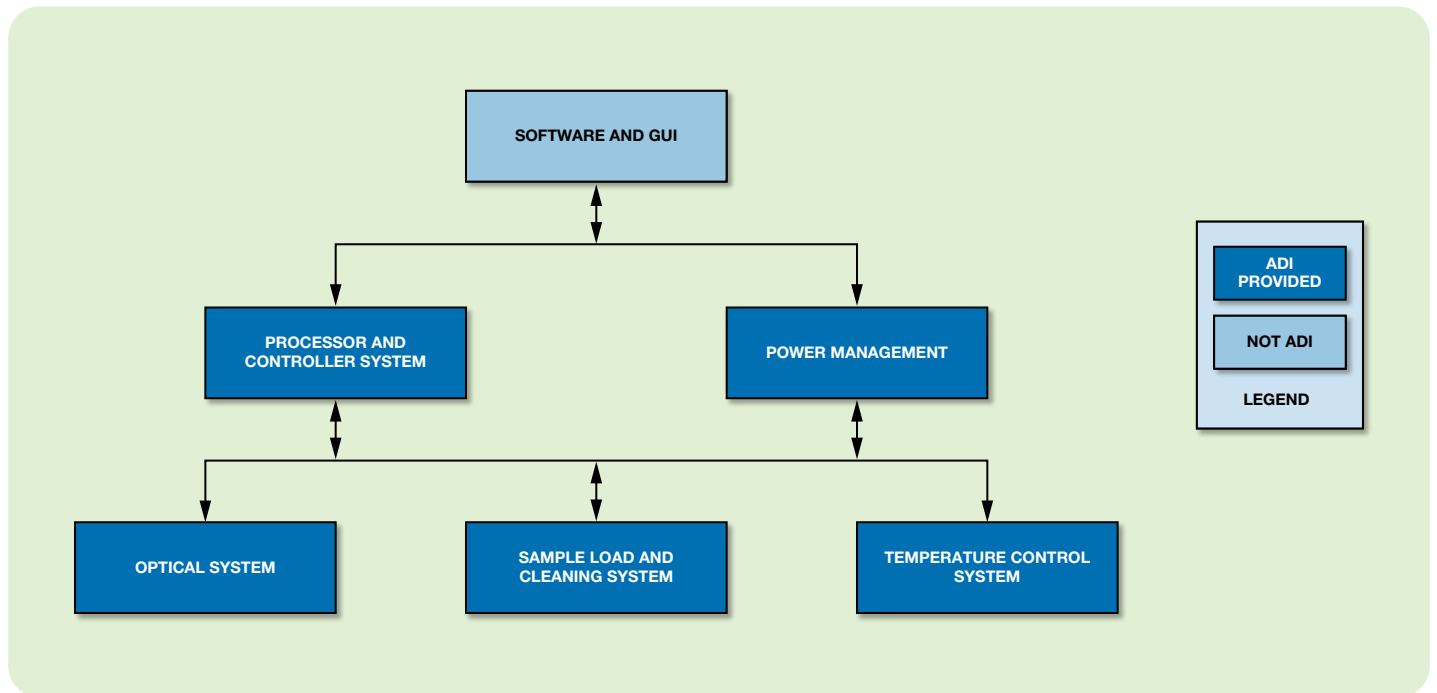 SOFTWARE AND GUI
ADI
PROVIDED
NOT ADI
LEGEND
PROCESSOR AND
CONTROLLER SYSTEM
POWER MANAGEMENT
OPTICAL SYSTEM
SAMPLE LOAD AND
CLEANING SYSTEM
TEMPERATURE CONTROL
SYSTEM